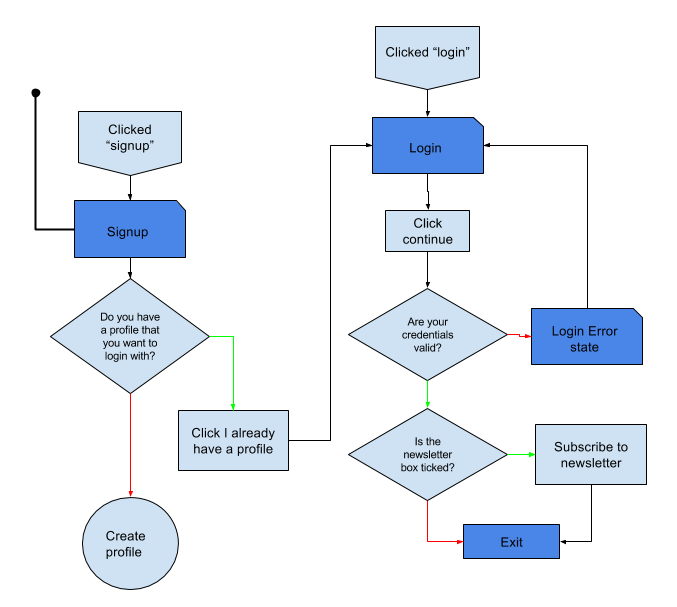 Clicked “login”
Clicked
“signup”
Login
Signup
Click
continue
Do you have
a profile that
you want to
login with?
Are your
credentials
valid?
Login Error
state
Click I already
have a profile
Is the
newsletter
box ticked?
Subscribe to
newsletter
Create
profile
Exit